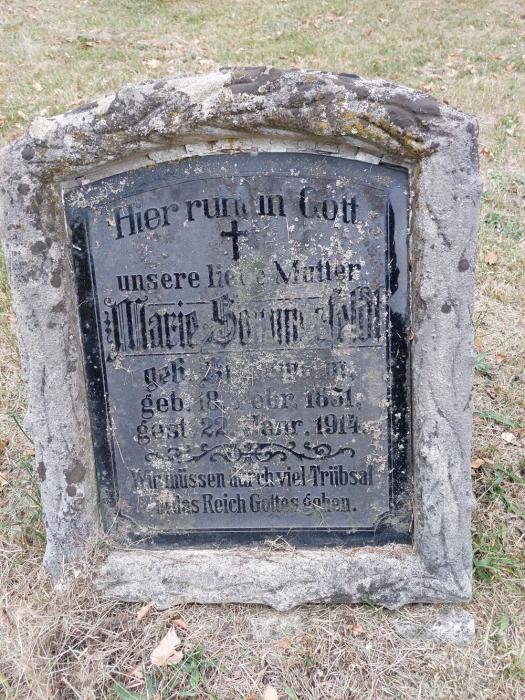 Hier ruht in Gott
unsere liebe Mutter
Marie Sommerfeldt
geb.
geb. 18. Febr. 1851,
gest. 22. Janr. 1914.
Wir müssen durch viel Trübsal
in das Reich Gottes gehen.